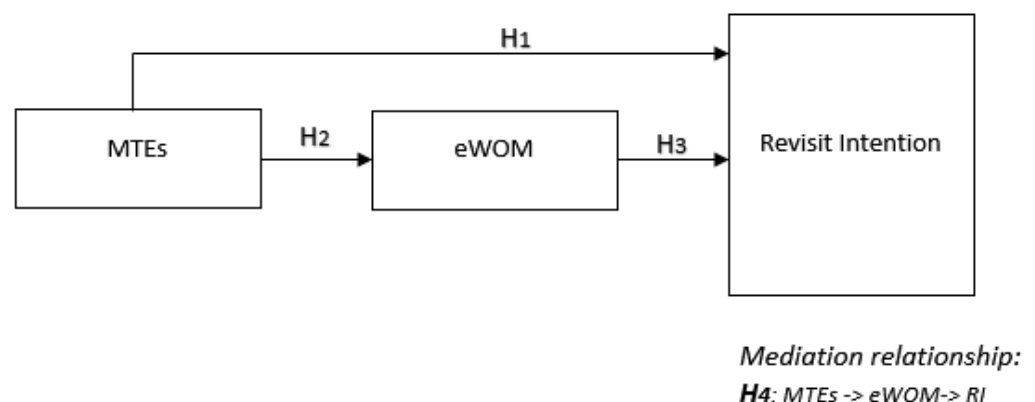 H1
MTEs
H2
eWOM
H3
Revisit Intention
Mediation relationship:
H4: MTEs -> eWOM-> RI